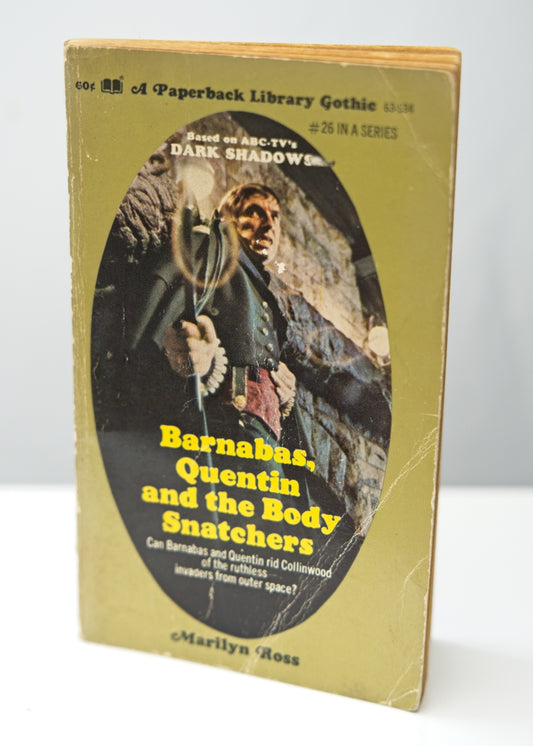 60¢ A Paperback Library Gothic 63-536
#26 IN A SERIES
Based on ABC-TV's
DARK SHADOWS
Barnabas,
Quentin
and the Body
Snatchers
Can Barnabas and Quentin rid Collinwood
of the ruthless
invaders from outer space?
Marilyn Ross